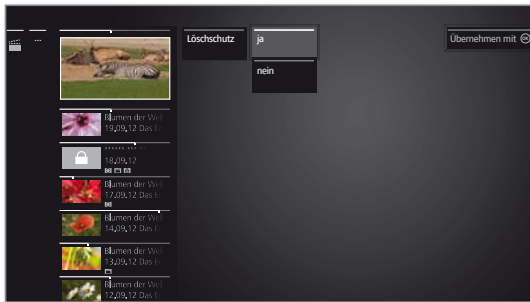 ...
Löschschutz
ja
nein
Übernehmen mit OK
Blumen der Wel
19.09.12 Das E
****** *** **
18.09.12
Blumen der Wel
17.09.12 Das E
Blumen der Wel
14.09.12 Das E
Blumen der Wel
13.09.12 Das E
Blumen der Wel
12.09.12 Das E